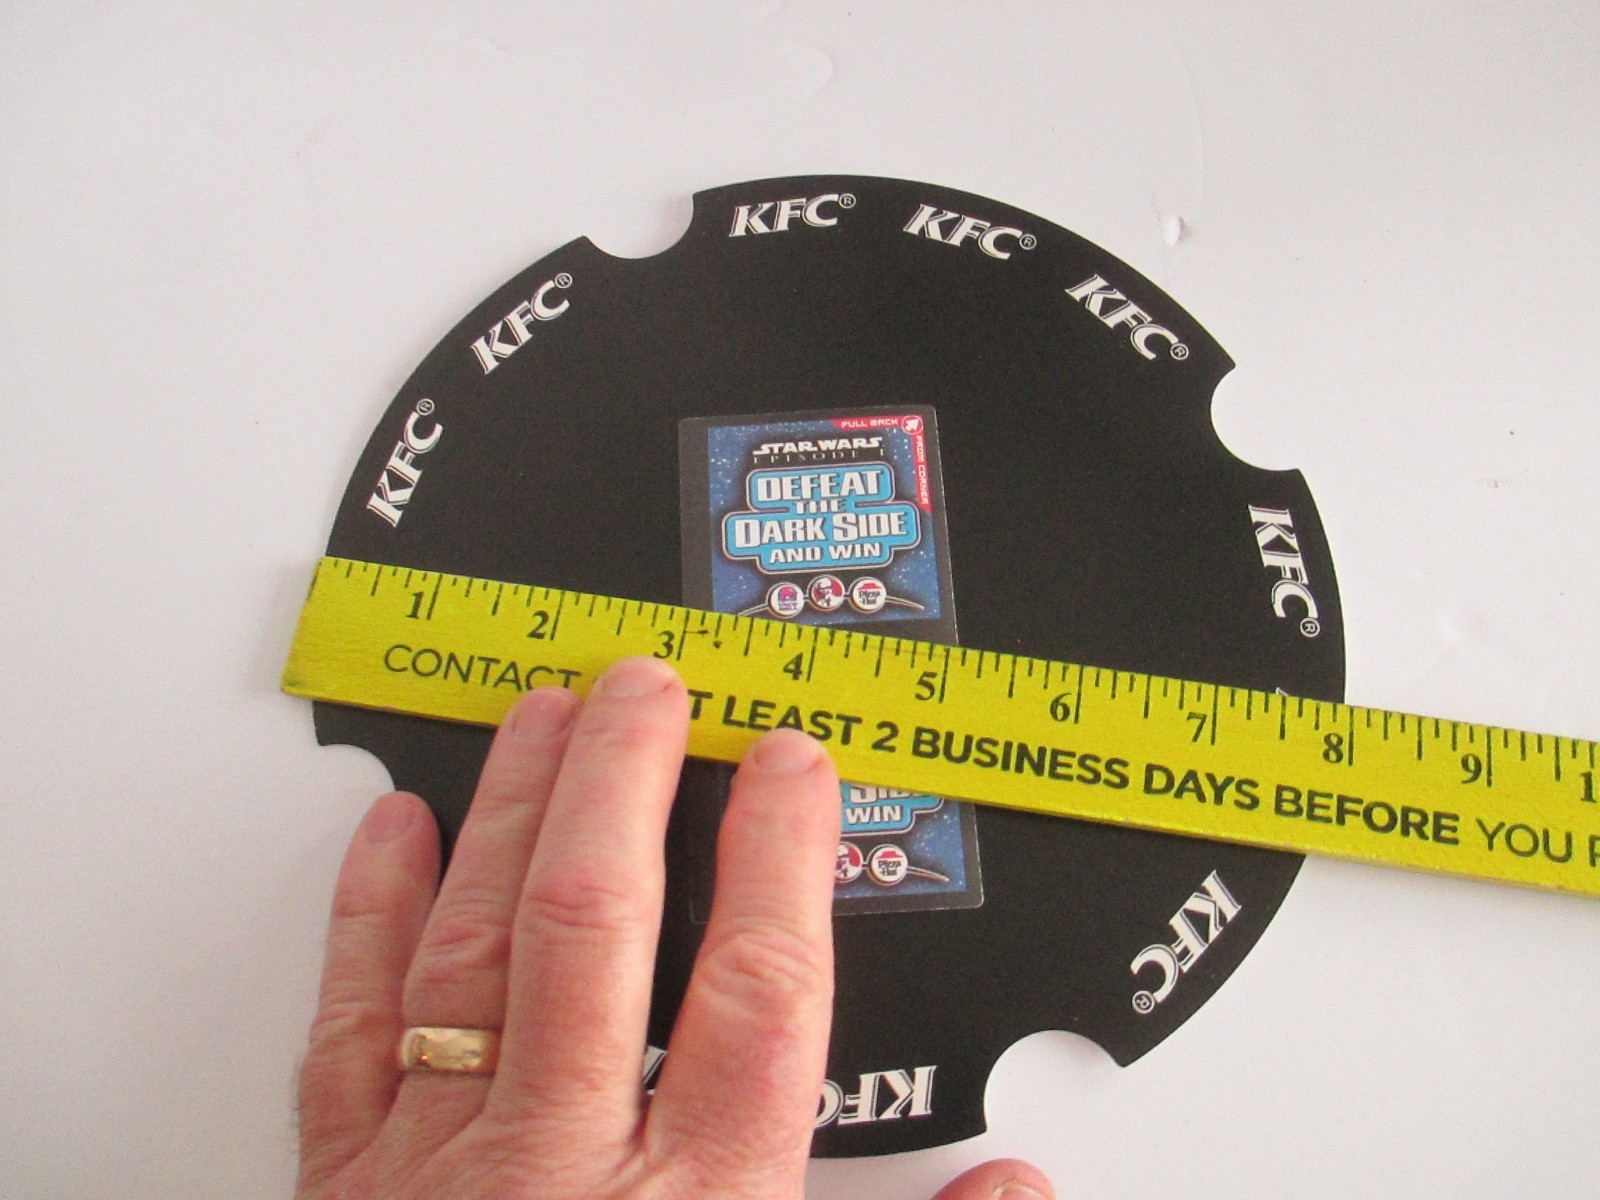 KFC®
KFC®
KFC®
KFC®
KFC®
KFC®
PULL BACK
FROM CORNER
STAR WARS
EPISODE I
DEFEAT
THE
DARK SIDE
AND WIN
Pizza
Hut
1 2 3 4 5 6 7 8 9
CONTACT
LEAST 2 BUSINESS DAYS BEFORE YOU
WIN
Pizza
Hut
KFC®
KFC